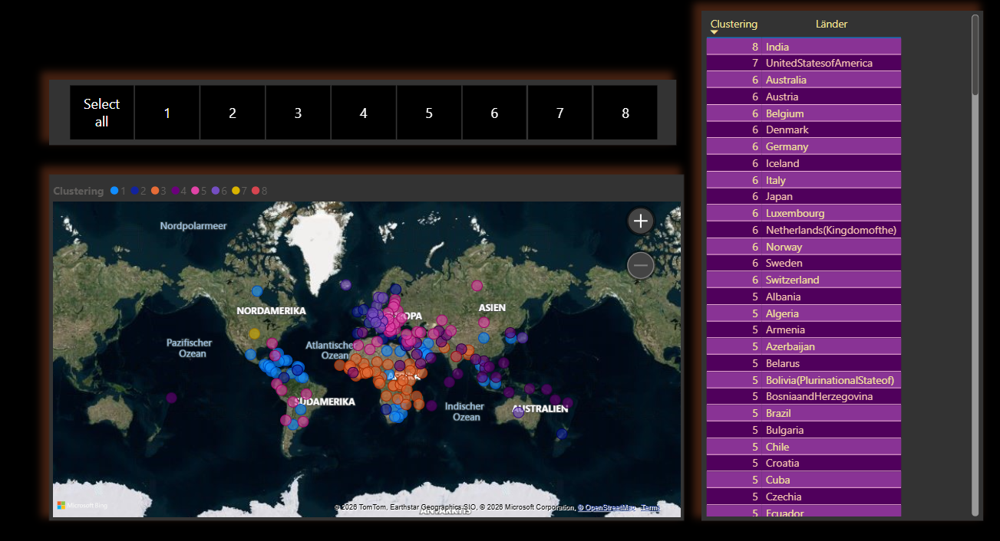 Select
all
1
2
3
4
5
6
7
8
Clustering 1 2 3 4 5 6 7 8
Nordpolarmeer
NORDAMERIKA
ASIEN
Pazifischer
Ozean
Atlantische
Ozean
SÜDAMERIKA
Indischer
Ozean
AUSTRALIEN
Microsoft Bing
© 2026 TomTom, Earthstar Geographics SIO, © 2026 Microsoft Corporation, © OpenStreetMap Terms
Clustering Länder
8 India
7 UnitedStatesofAmerica
6 Australia
6 Austria
6 Belgium
6 Denmark
6 Germany
6 Iceland
6 Italy
6 Japan
6 Luxembourg
6 Netherlands(Kingdomofthe)
6 Norway
6 Sweden
6 Switzerland
5 Albania
5 Algeria
5 Armenia
5 Azerbaijan
5 Belarus
5 Bolivia(PlurinationalStateof)
5 BosniaandHerzegovina
5 Brazil
5 Bulgaria
5 Chile
5 Croatia
5 Cuba
5 Czechia
5 Ecuador